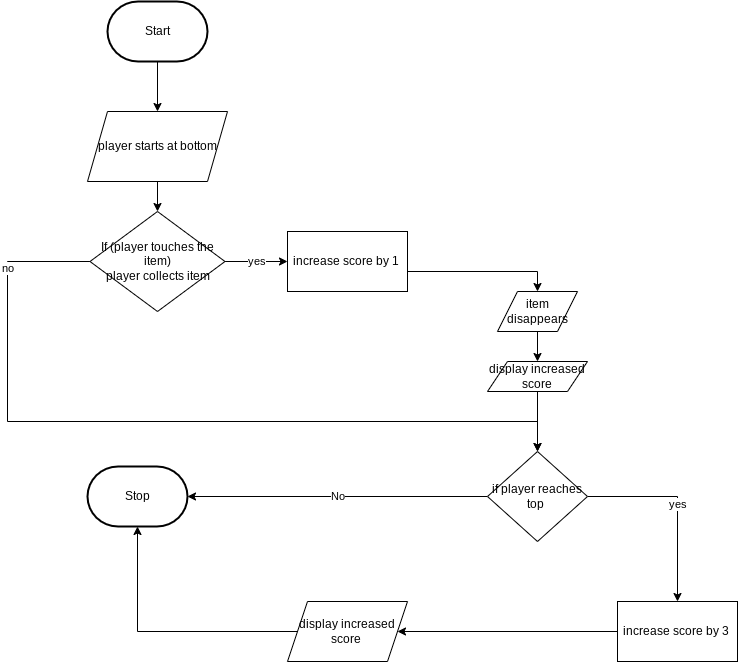 Start
player starts at bottom
If (player touches the
item)
player collects item
yes
increase score by 1
no
item
disappears
display increased
score
if player reaches
top
No
Stop
yes
display increased
score
increase score by 3